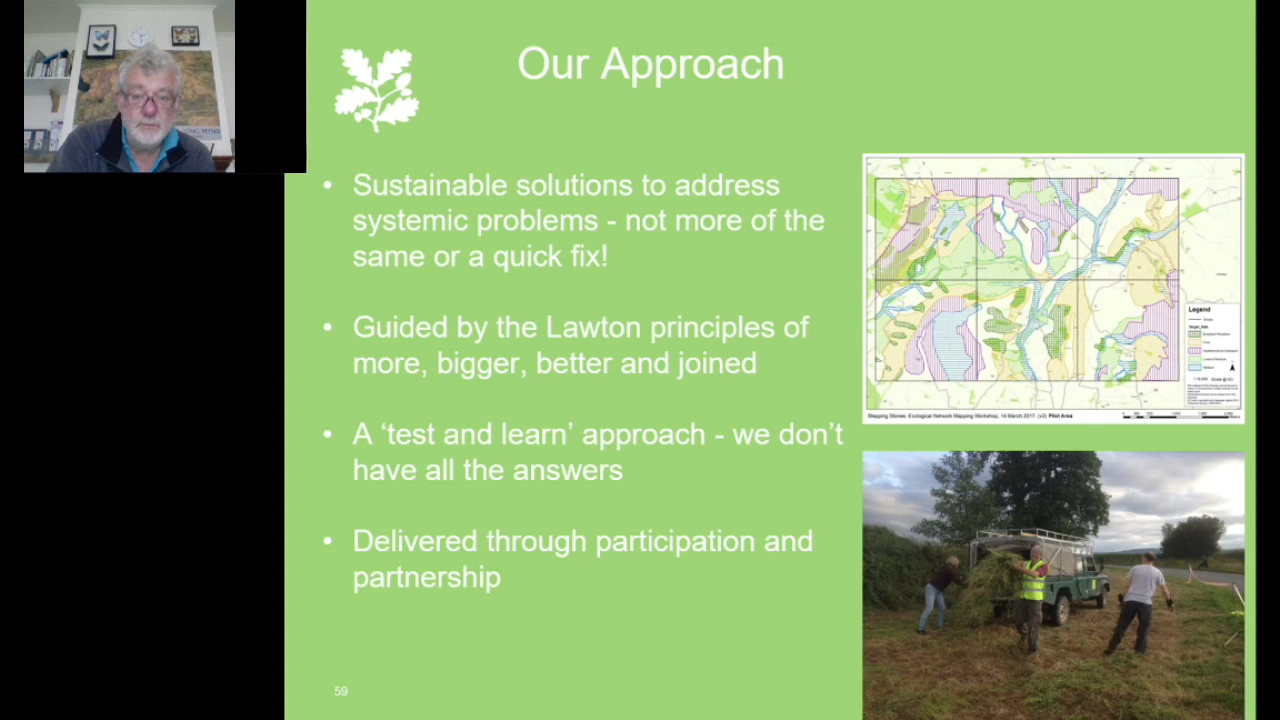 Our Approach
• Sustainable solutions to address
systemic problems - not more of the
same or a quick fix!
• Guided by the Lawton principles of
more, bigger, better and joined
• A ‘test and learn’ approach - we don’t
have all the answers
• Delivered through participation and
partnership
59
Legend
Stepping Stones: Ecological Network Mapping Workshop, 14 March 2017. (v2) Pilot Area